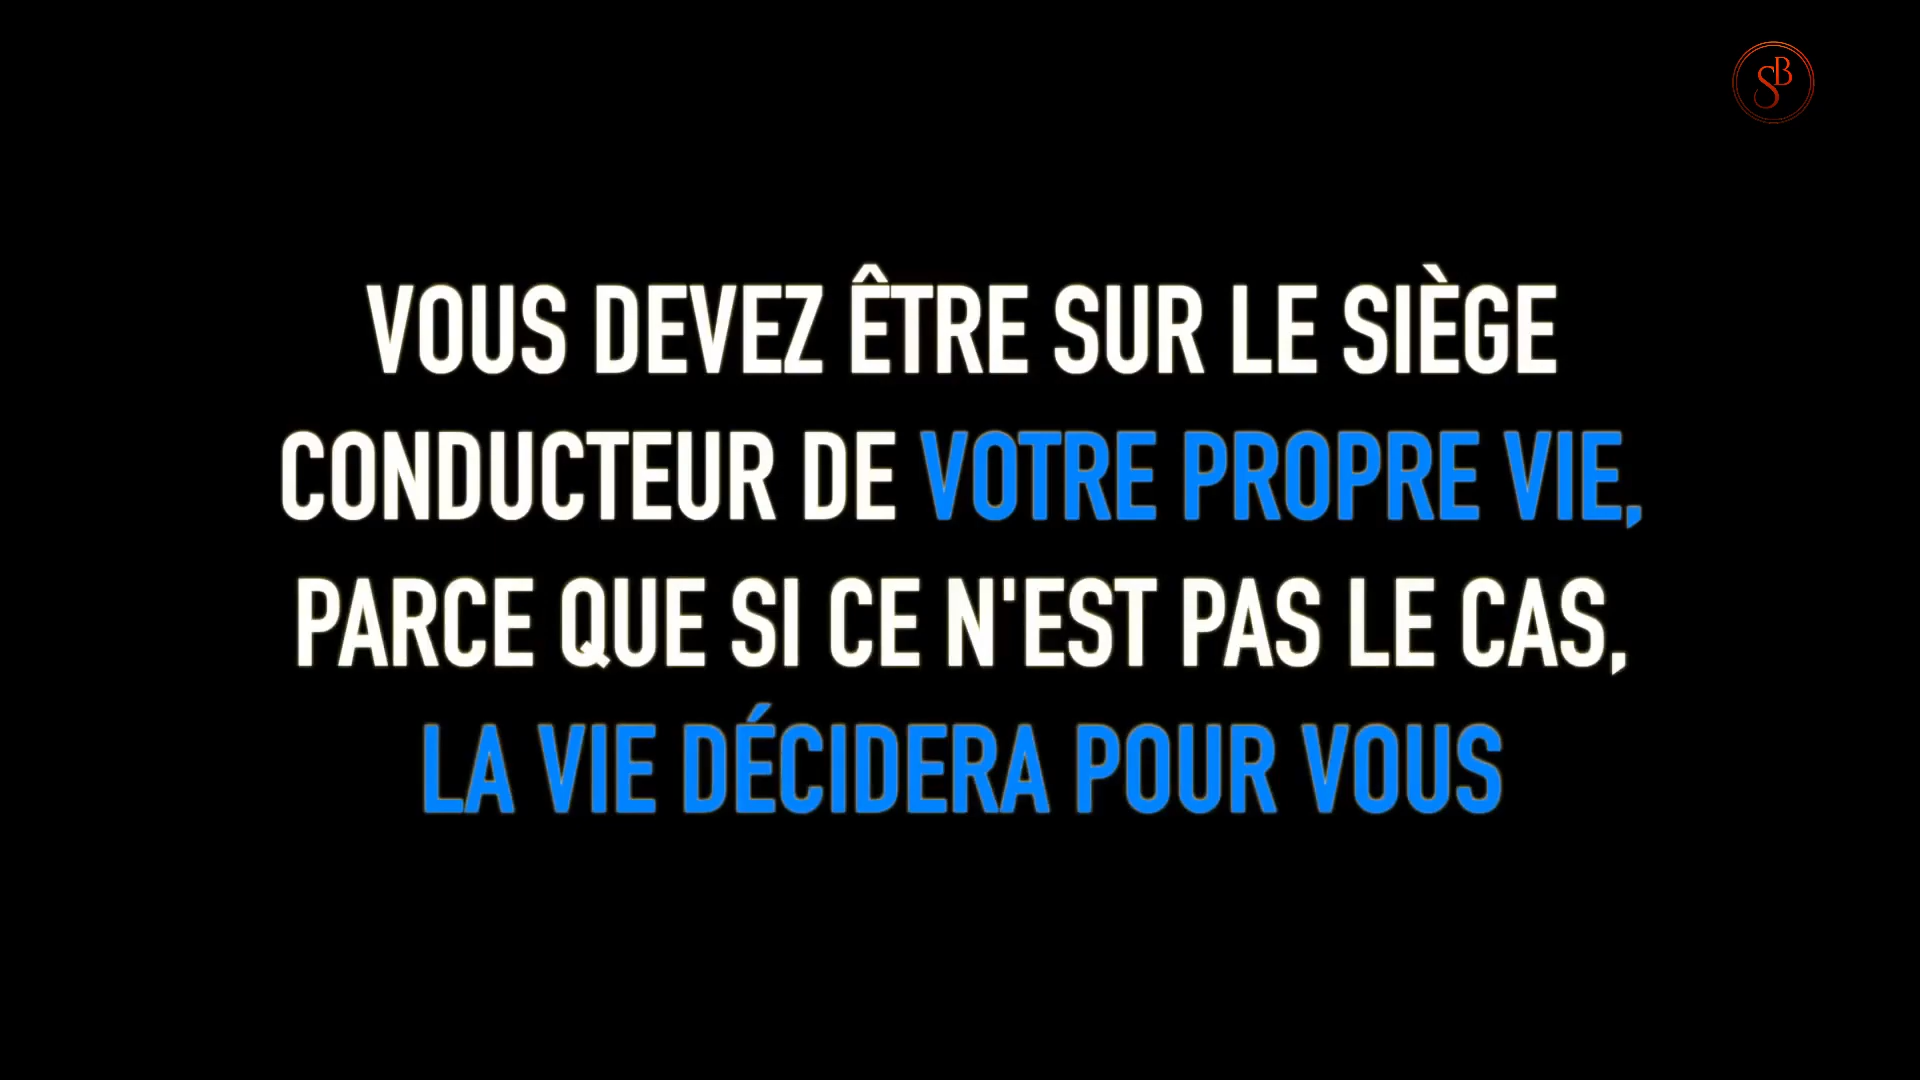 SB
VOUS DEVEZ ÊTRE SUR LE SIÈGE
CONDUCTEUR DE VOTRE PROPRE VIE,
PARCE QUE SI CE N'EST PAS LE CAS,
LA VIE DÉCIDERA POUR VOUS